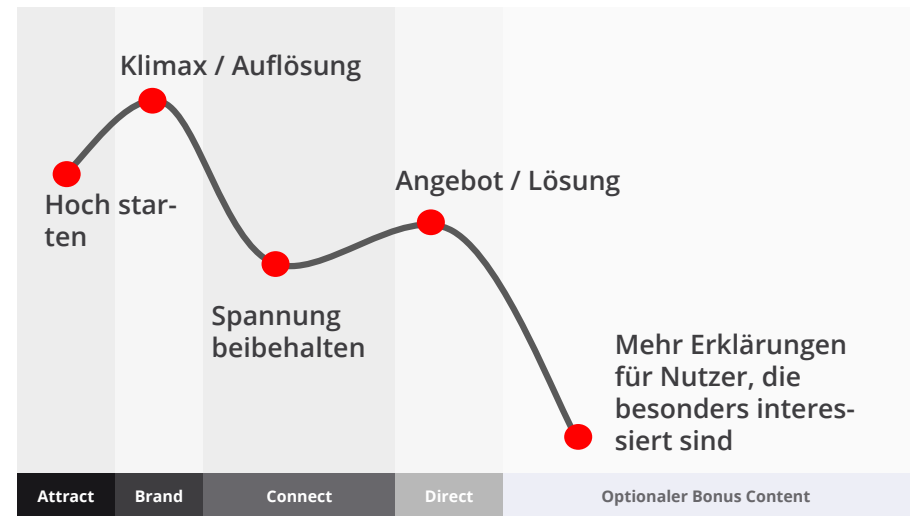 Klimax / Auflösung
Hoch star-
ten
Angebot / Lösung
Spannung
beibehalten
Mehr Erklärungen
für Nutzer, die
besonders interes-
siert sind
Attract
Brand
Connect
Direct
Optionaler Bonus Content